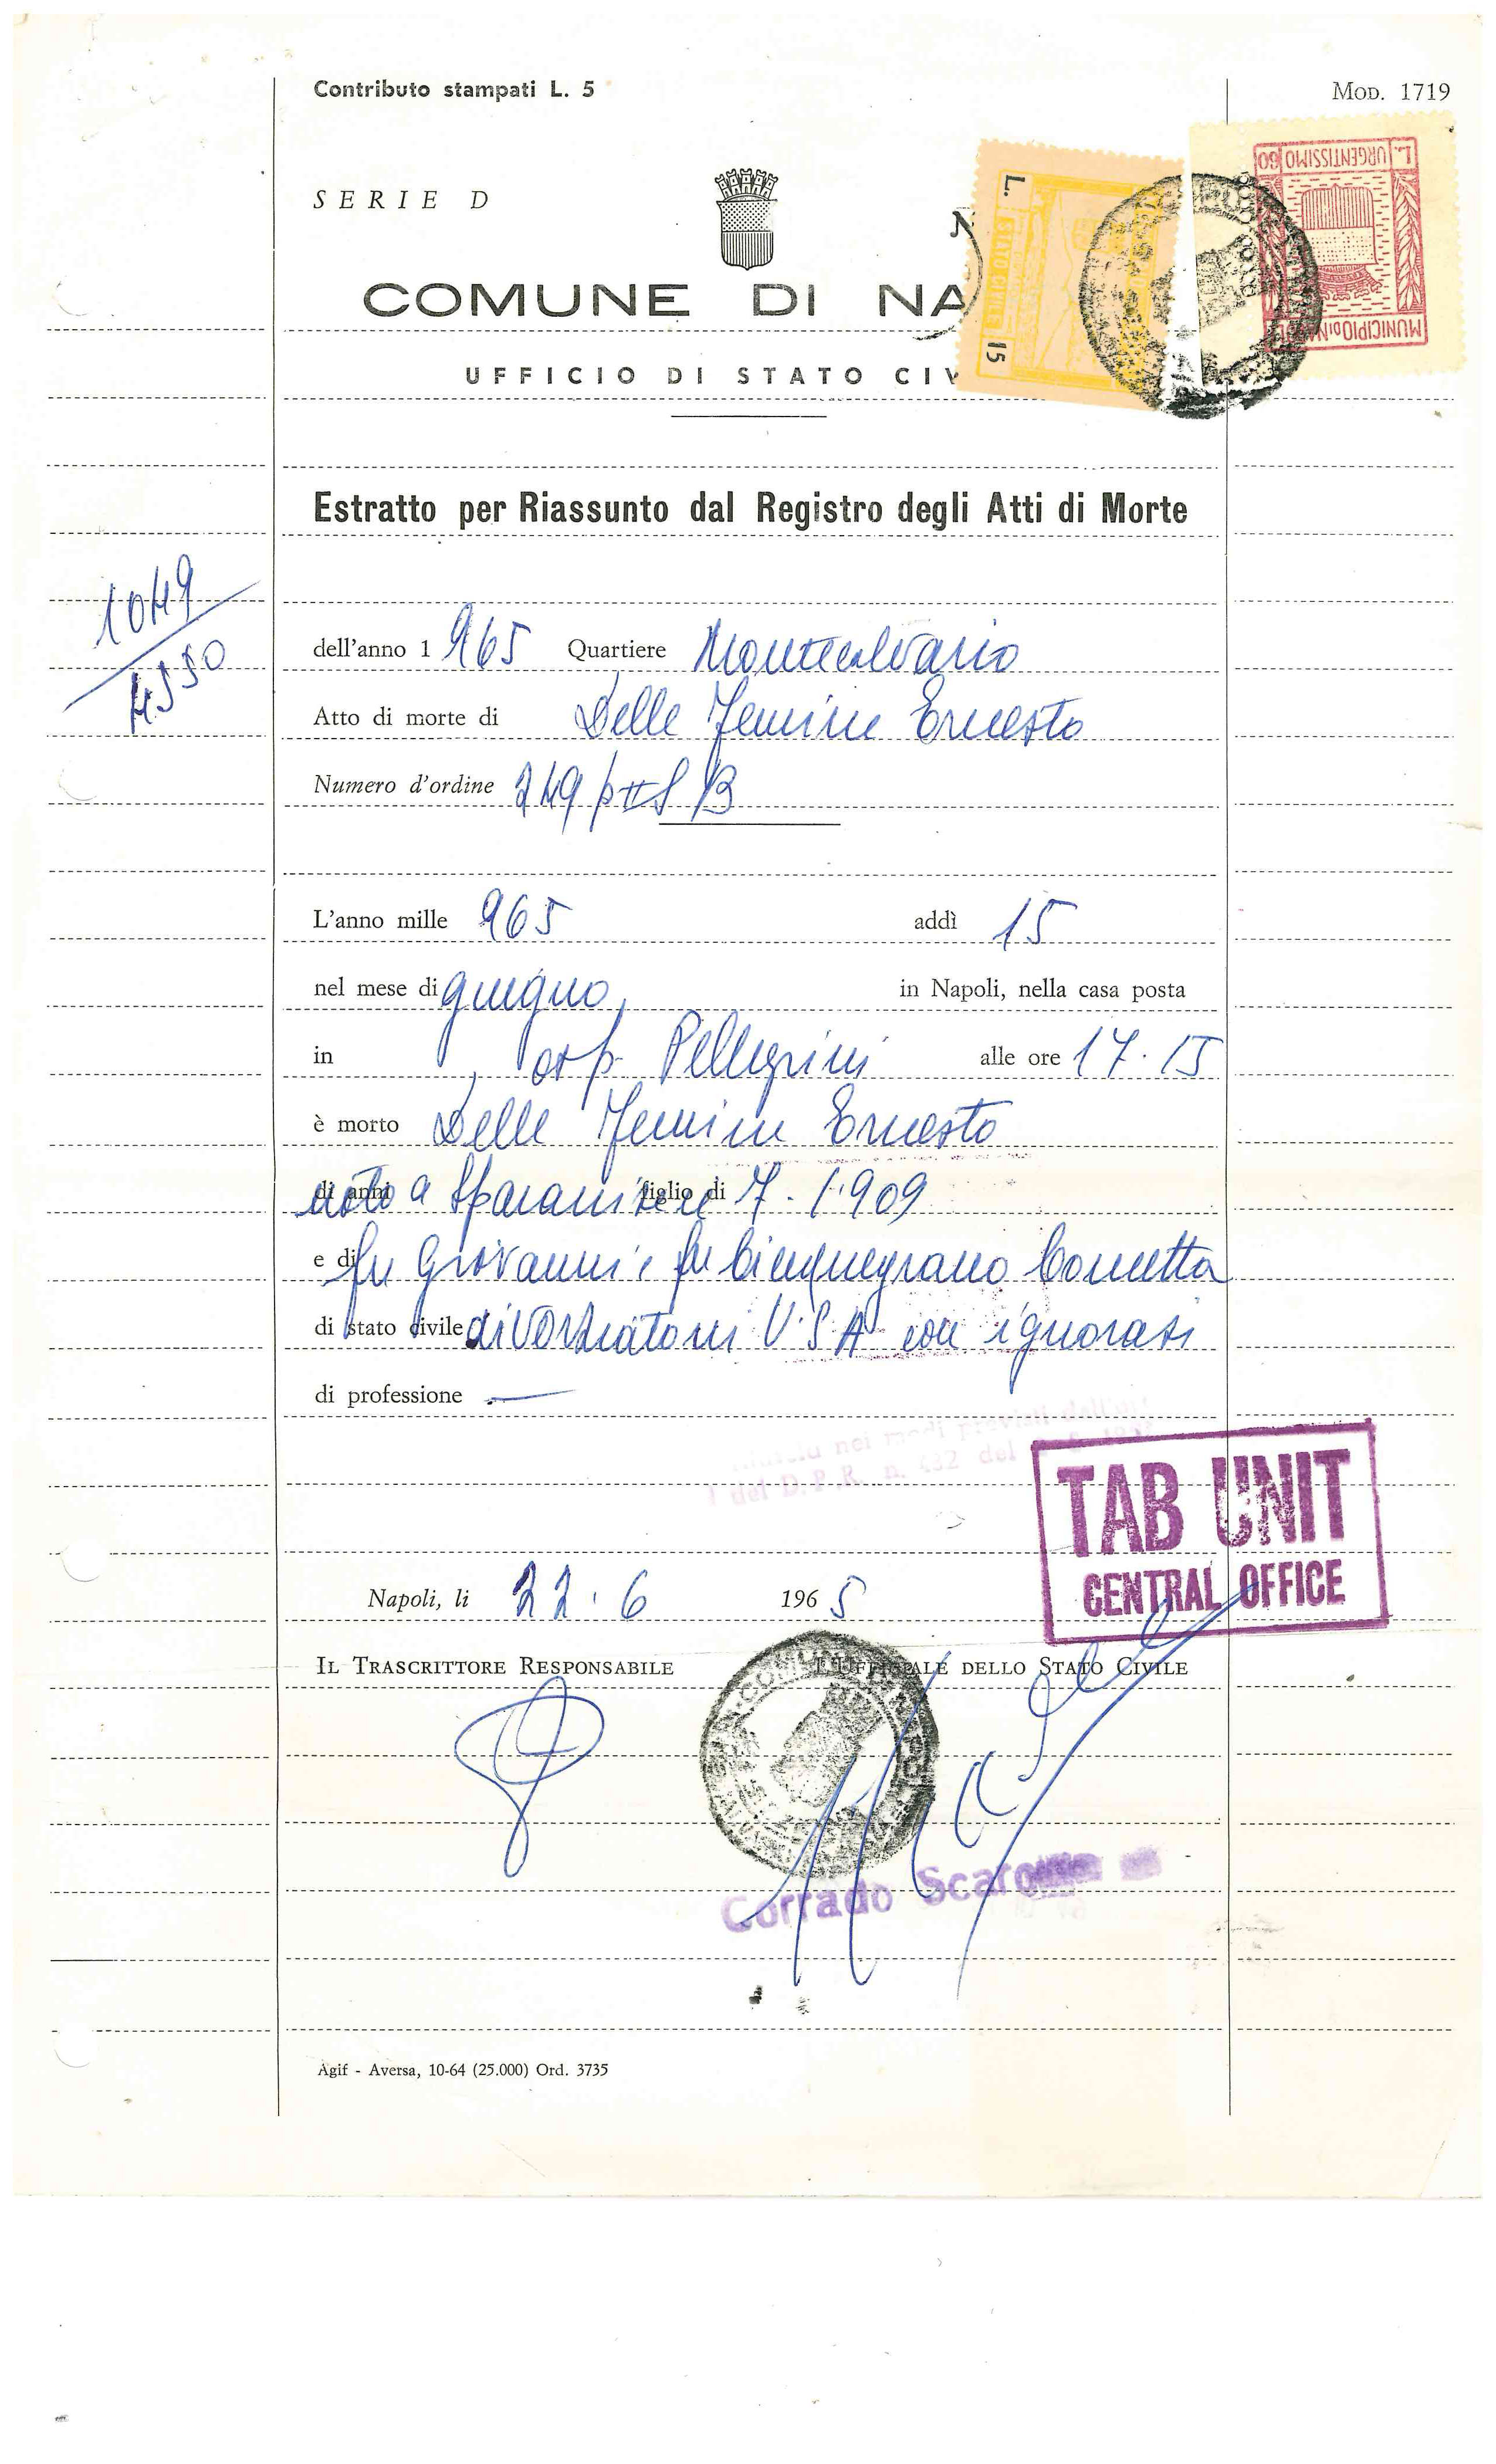 Contributo stampati L. 5
MOD. 1719
SERIE D
L. URGENTISSIMO 60
MUNICIPIO DI
L. STATO CIVILE 15
COMUNE DI NA
UFFICIO DI STATO CIV
Estratto per Riassunto dal Registro degli Atti di Morte
1049
4550
dell'anno 1 965 Quartiere Montecalvario
Atto di morte di Delle Femine Ernesto
Numero d'ordine 249 p II S B
L'anno mille 965 addì 15
nel mese di giugno in Napoli, nella casa posta
in osp. Pellegrini alle ore 17.15
è morto Delle Femine Ernesto
di anni figlio di
nato a Sparanise 7.1.909
e di fu Giovanni e fu Cinquegrano Concetta
di stato civile divorziato in U.S.A. con ignorasi
di professione —
nei modi previsti dall'art
del D.P.R. n. 432 del
TAB UNIT
CENTRAL OFFICE
Napoli, li 22.6 1965
IL TRASCRITTORE RESPONSABILE L'UFFICIALE DELLO STATO CIVILE
Corrado
Agif - Aversa, 10-64 (25.000) Ord. 3735